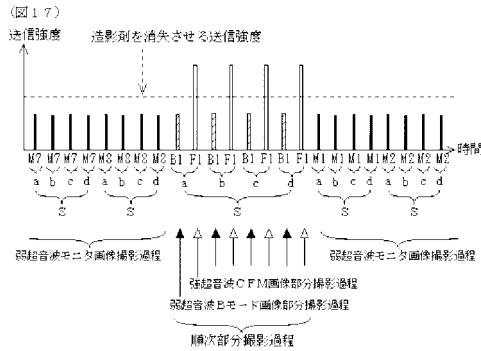 (図17)
送信強度
造影剤を消失させる送信強度
時間
M7 M7 M7 M7 M8 M8 M8 M8 B1 F1 B1 F1 B1 F1 B1 F1 M1 M1 M1 M1 M2 M2 M2 M2
a b c d a b c d a b c d a b c d a b c d
S S S S S
弱超音波モニタ画像撮影過程 弱超音波モニタ画像撮影過程
強超音波CFM画像部分撮影過程
弱超音波Bモード画像部分撮影過程
順次部分撮影過程